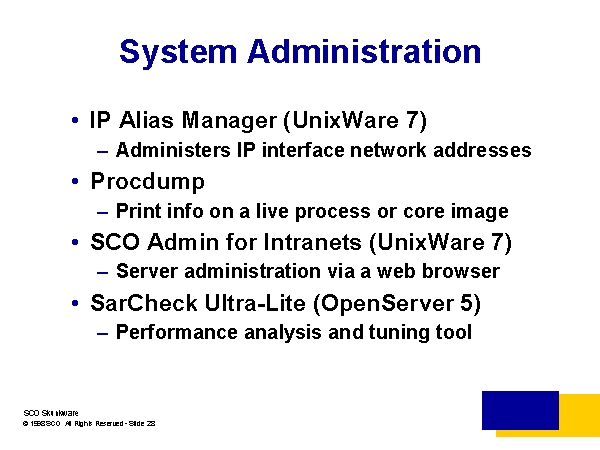 System Administration
• IP Alias Manager (UnixWare 7)
– Administers IP interface network addresses
• Procdump
– Print info on a live process or core image
• SCO Admin for Intranets (UnixWare 7)
– Server administration via a web browser
• SarCheck Ultra-Lite (OpenServer 5)
– Performance analysis and tuning tool
SCO Skunkware
© 1998 SCO All Rights Reserved - Slide 28